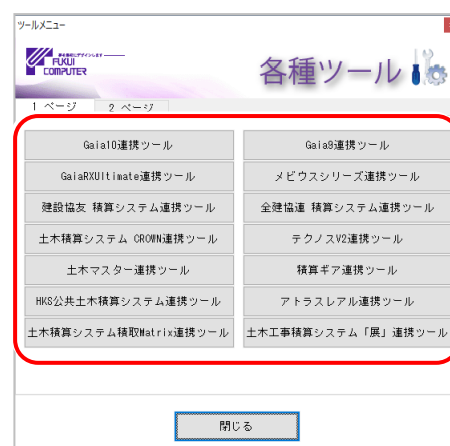 ツールメニュー
FUKUI
COMPUTER
各種ツール
1 ページ 2 ページ
Gaia10連携ツール Gaia9連携ツール
GaiaRXUltimate連携ツール メビウスシリーズ連携ツール
建設協友 積算システム連携ツール 全建協連 積算システム連携ツール
土木積算システム CROWN連携ツール テクノスV2連携ツール
土木マスター連携ツール 積算ギア連携ツール
HKS公共土木積算システム連携ツール アトラスレアル連携ツール
土木積算システム積取Matrix連携ツール 土木工事積算システム「展」連携ツール
閉じる